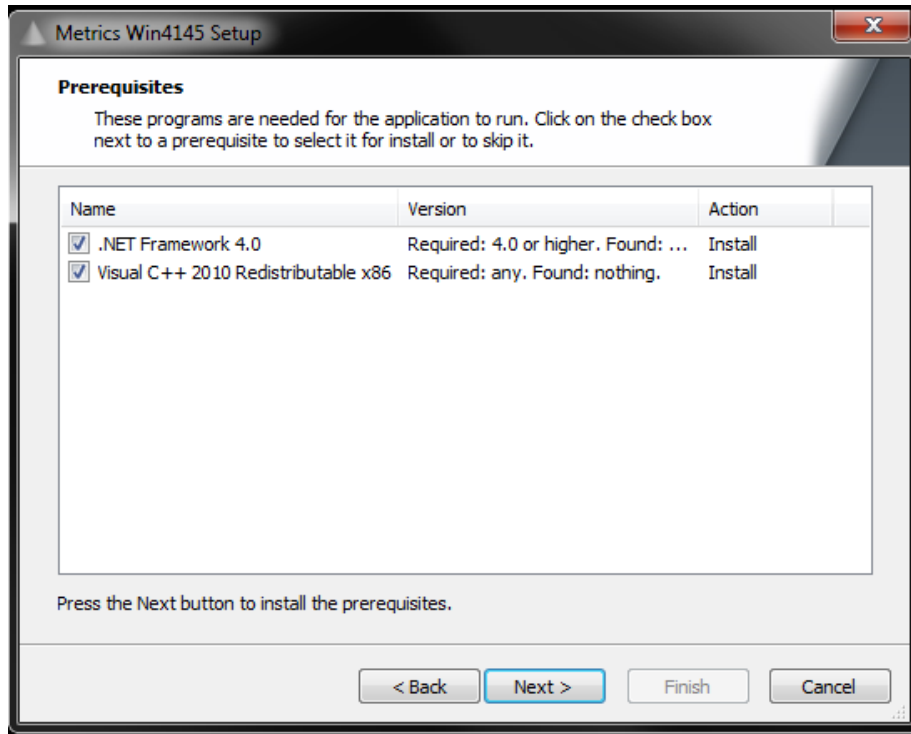 Metrics Win4145 Setup
Prerequisites
These programs are needed for the application to run. Click on the check box
next to a prerequisite to select it for install or to skip it.
Name Version Action
.NET Framework 4.0 Required: 4.0 or higher. Found: ... Install
Visual C++ 2010 Redistributable x86 Required: any. Found: nothing. Install
Press the Next button to install the prerequisites.
< Back Next > Finish Cancel